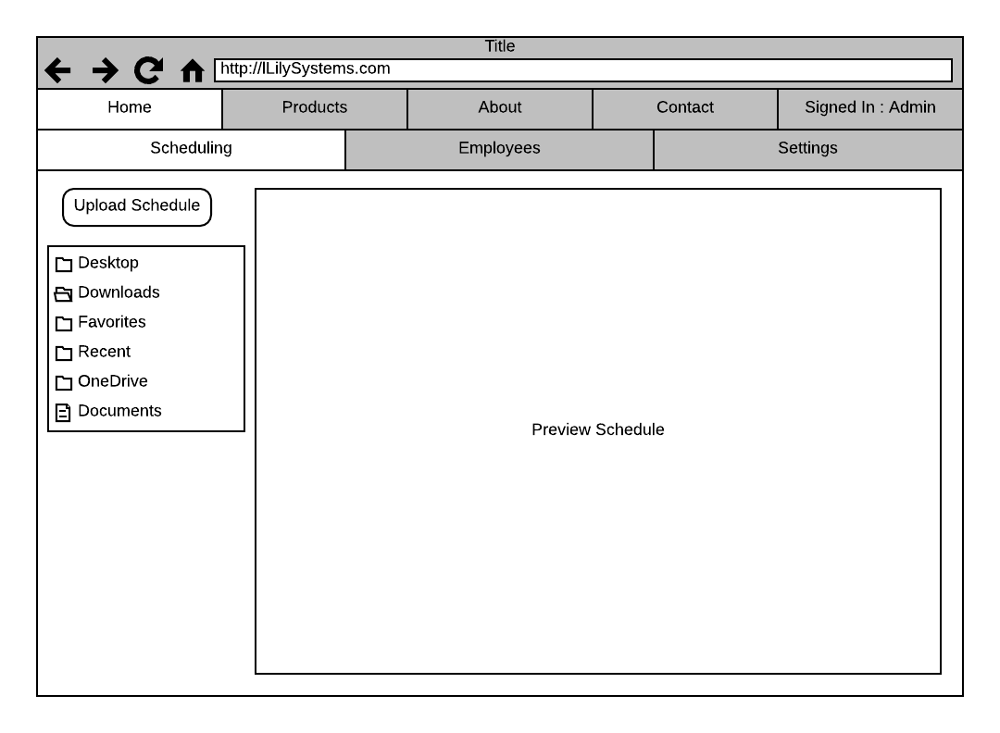 Title
http://lLilySystems.com
Home
Products
About
Contact
Signed In : Admin
Scheduling
Employees
Settings
Upload Schedule
Desktop
Downloads
Favorites
Recent
OneDrive
Documents
Preview Schedule